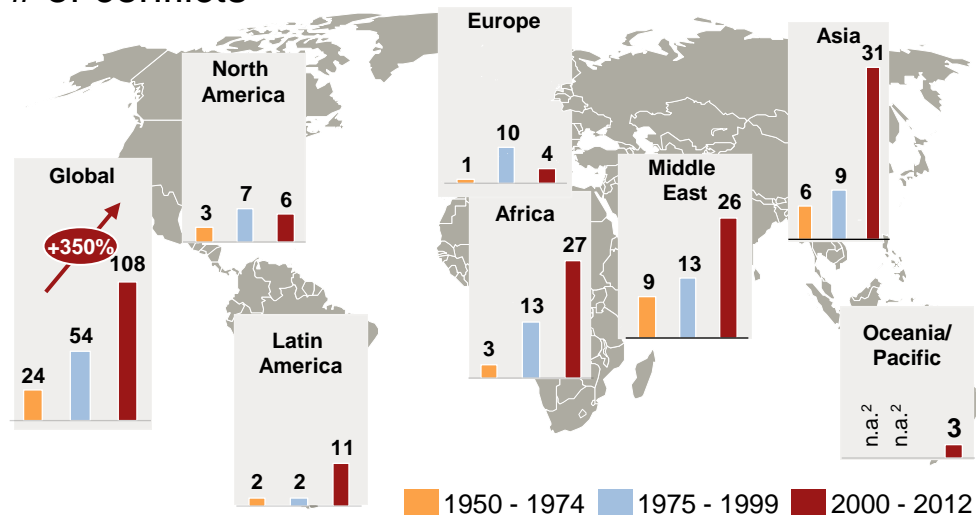 # of conflicts
Global
+350%
24
54
108
North
America
3
7
6
Latin
America
2
2
11
Europe
1
10
4
Africa
3
13
27
Middle
East
9
13
26
Asia
6
9
31
Oceania/
Pacific
n.a.²
n.a.²
3
1950 - 1974
1975 - 1999
2000 - 2012